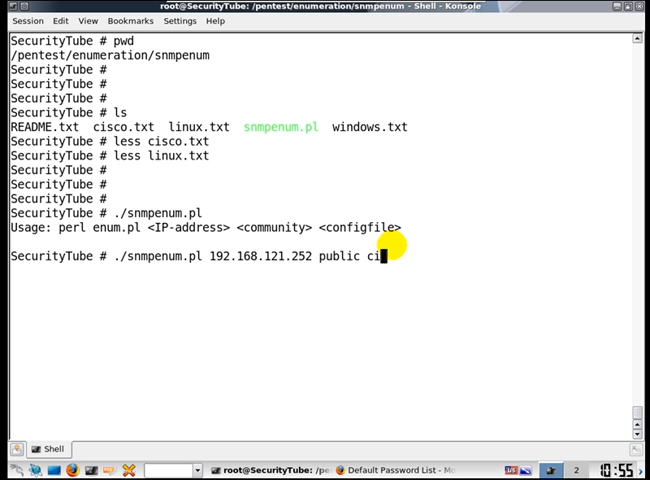 root@SecurityTube: /pentest/enumeration/snmpenum - Shell - Konsole
Session Edit View Bookmarks Settings Help
SecurityTube # pwd
/pentest/enumeration/snmpenum
SecurityTube #
SecurityTube #
SecurityTube #
SecurityTube # ls
README.txt cisco.txt linux.txt snmpenum.pl windows.txt
SecurityTube # less cisco.txt
SecurityTube # less linux.txt
SecurityTube #
SecurityTube #
SecurityTube #
SecurityTube # ./snmpenum.pl
Usage: perl enum.pl <IP-address> <community> <configfile>
SecurityTube # ./snmpenum.pl 192.168.121.252 public ci
Shell
root@SecurityTube: /pe
Default Password List - Mo
US
2
10:55